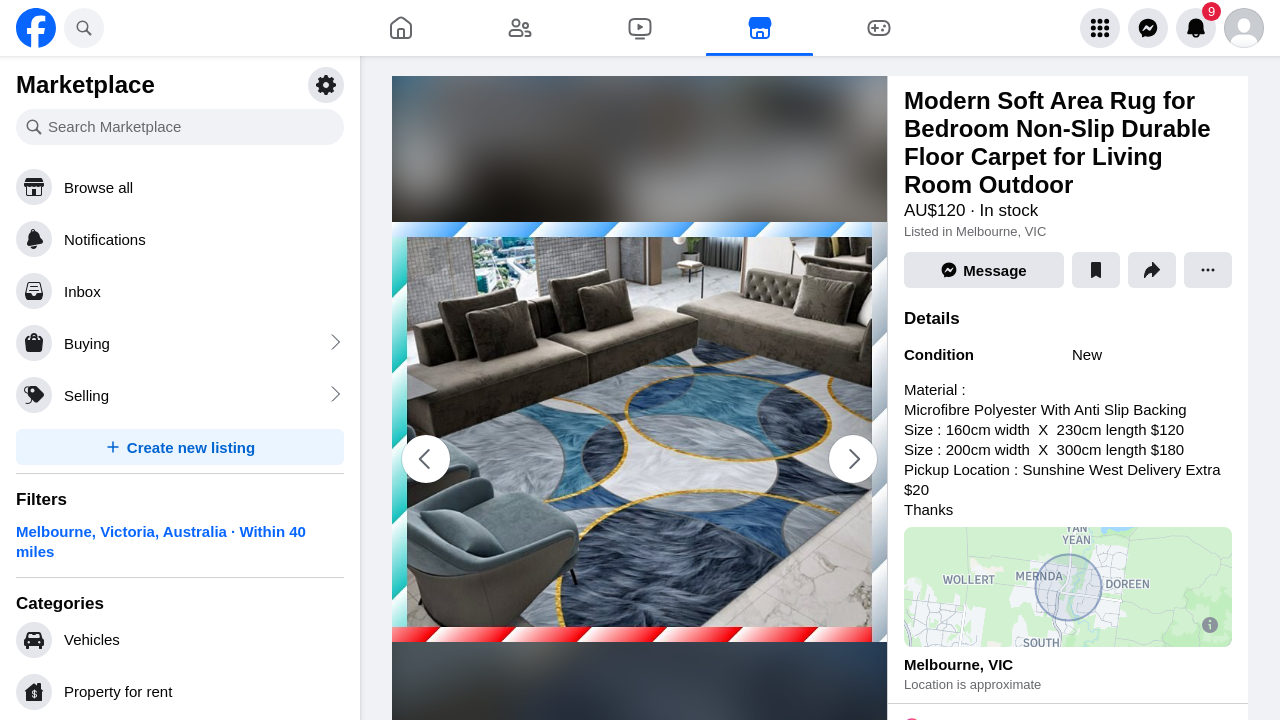 9
Marketplace
Search Marketplace
Browse all
Notifications
Inbox
Buying
Selling
Create new listing
Filters
Melbourne, Victoria, Australia · Within 40
miles
Categories
Vehicles
Property for rent
Modern Soft Area Rug for
Bedroom Non-Slip Durable
Floor Carpet for Living
Room Outdoor
AU$120 · In stock
Listed in Melbourne, VIC
Message
Details
Condition New
Material :
Microfibre Polyester With Anti Slip Backing
Size : 160cm width  X  230cm length $120
Size : 200cm width  X  300cm length $180
Pickup Location : Sunshine West Delivery Extra
$20
Thanks
YAN
YEAN
WOLLERT
MERNDA
DOREEN
SOUTH
Melbourne, VIC
Location is approximate